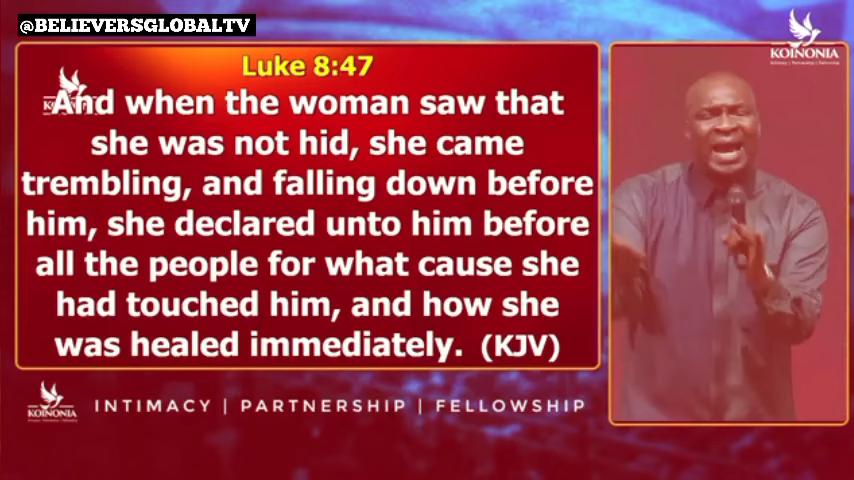 @BELIEVERSGLOBALTV
KOINONIA
Luke 8:47
And when the woman saw that
she was not hid, she came
trembling, and falling down before
him, she declared unto him before
all the people for what cause she
had touched him, and how she
was healed immediately. (KJV)
KOINONIA
INTIMACY | PARTNERSHIP | FELLOWSHIP